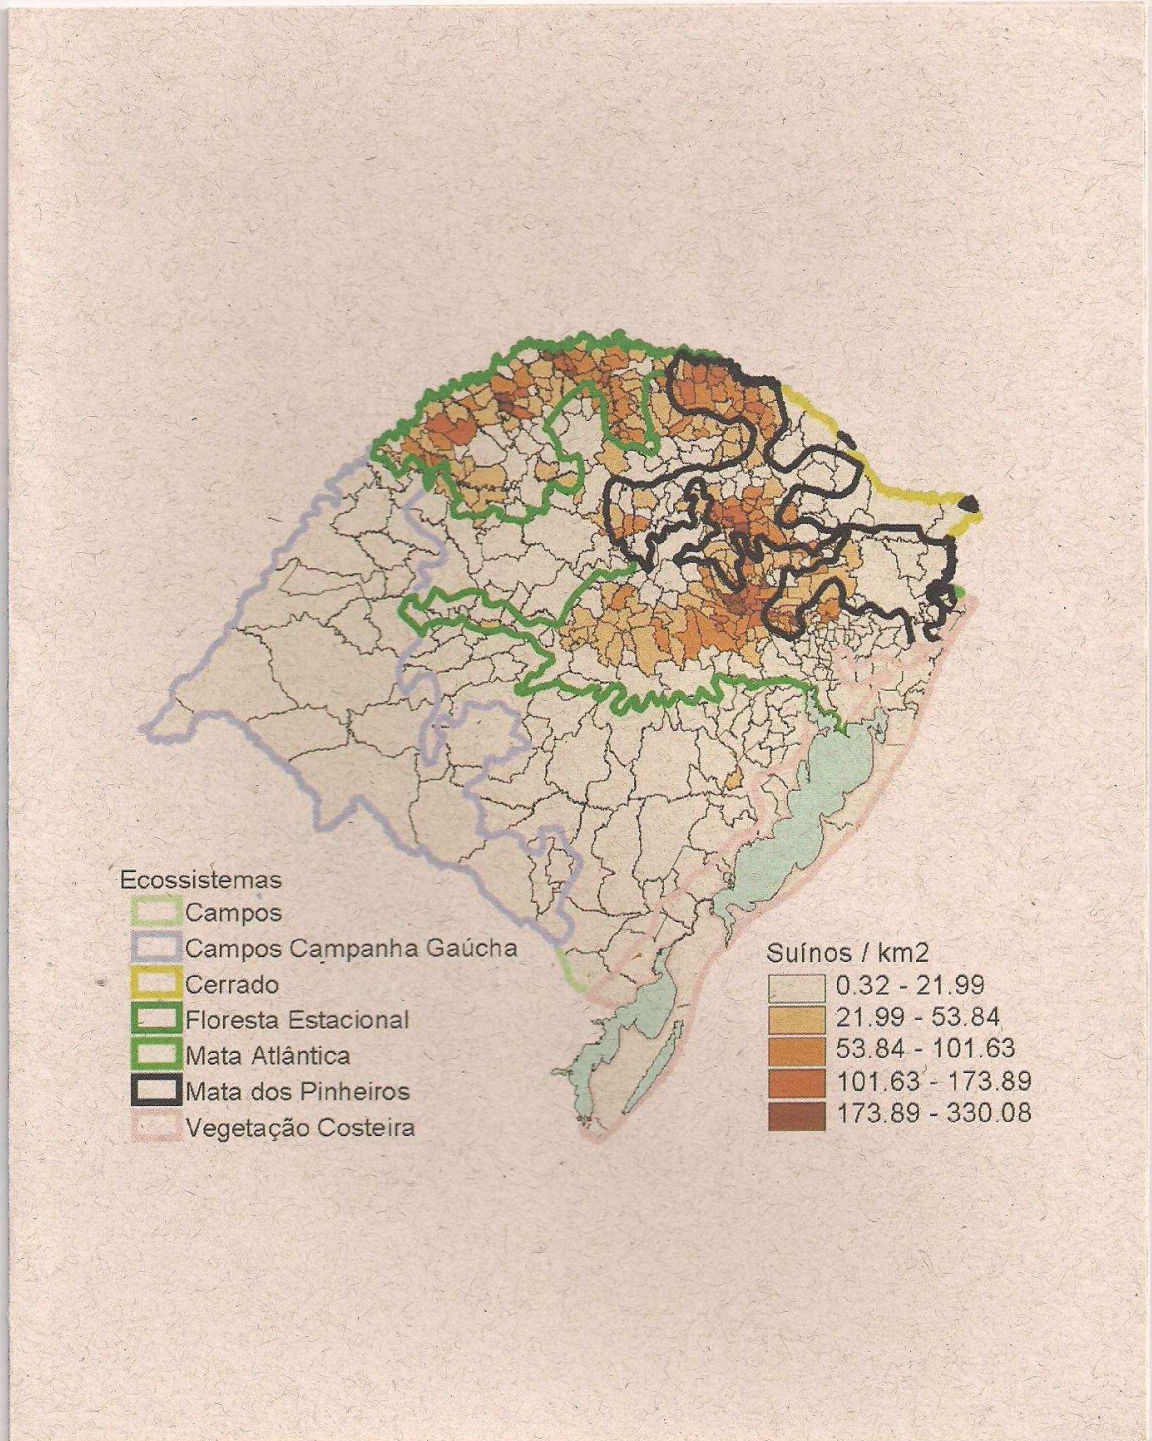 Ecossistemas
Campos
Campos Campanha Gaúcha
Cerrado
Floresta Estacional
Mata Atlântica
Mata dos Pinheiros
Vegetação Costeira
Suínos / km2
0.32 - 21.99
21.99 - 53.84
53.84 - 101.63
101.63 - 173.89
173.89 - 330.08